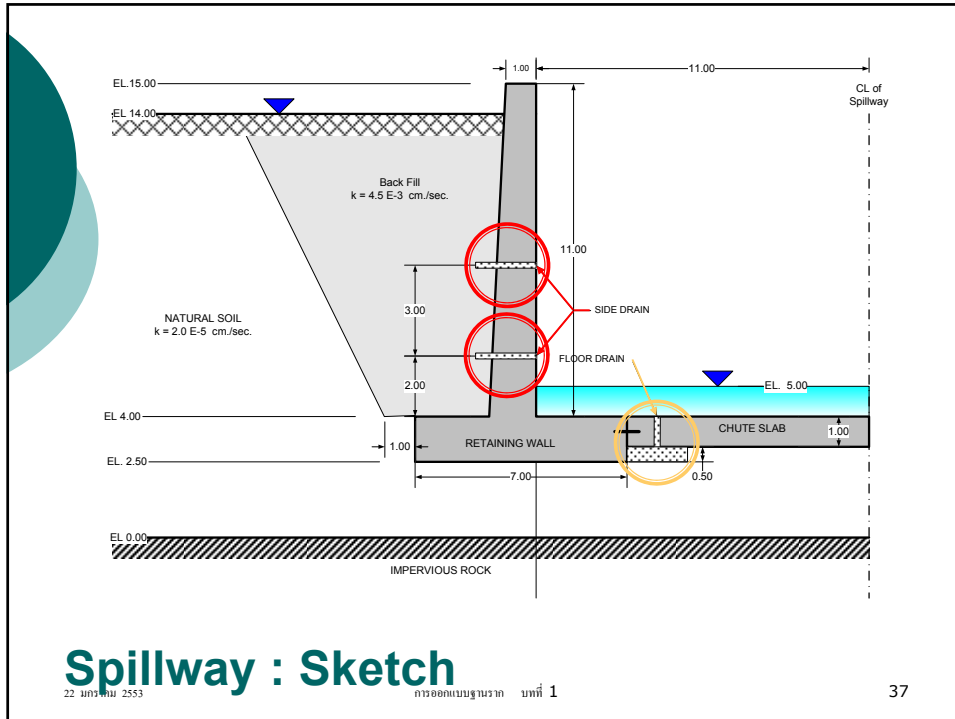 1.00
11.00
EL.15.00
CL of
Spillway
EL 14.00
Back Fill
k = 4.5 E-3 cm./sec.
11.00
3.00
SIDE DRAIN
NATURAL SOIL
k = 2.0 E-5 cm./sec.
FLOOR DRAIN
2.00
EL. 5.00
EL 4.00
CHUTE SLAB
1.00
1.00
RETAINING WALL
EL. 2.50
7.00
0.50
EL 0.00
IMPERVIOUS ROCK
Spillway : Sketch
22 มกราคม 2553
การออกแบบฐานราก บทที่ 1
37